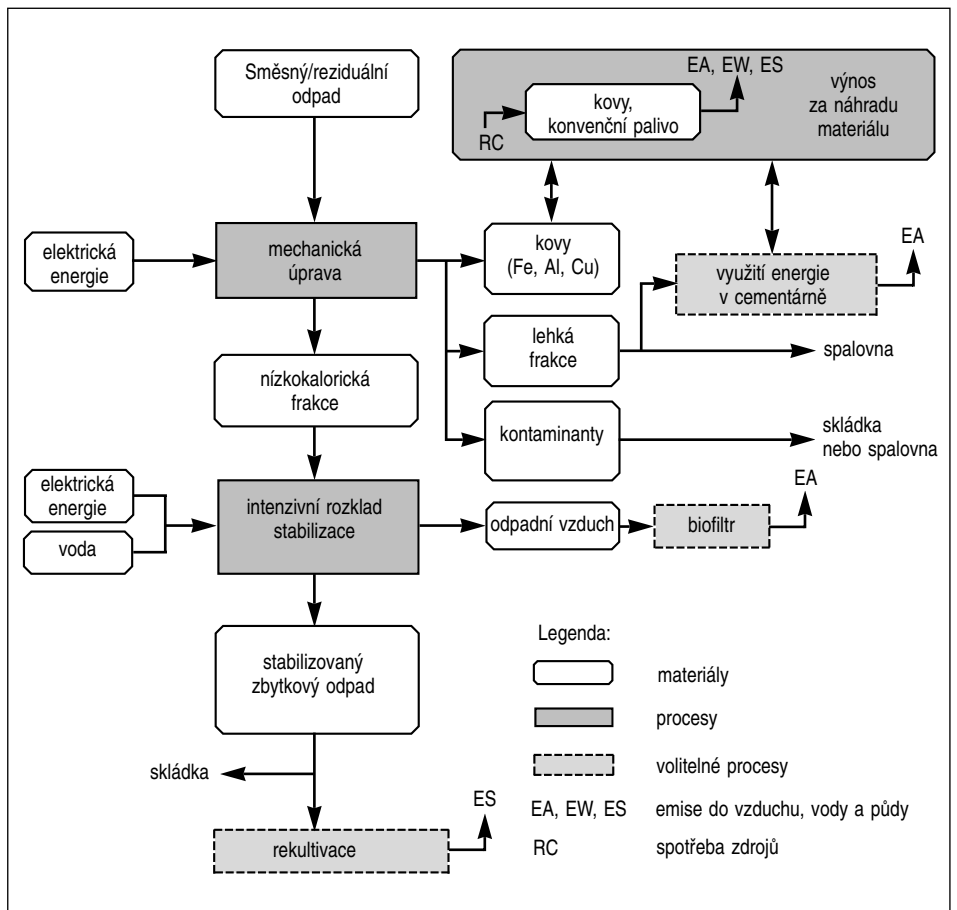 Směsný/reziduální
odpad
EA, EW, ES
výnos
za náhradu
materiálu
kovy,
konvenční palivo
RC
elektrická
energie
mechanická
úprava
kovy
(Fe, Al, Cu)
využití energie
v cementárně
EA
lehká
frakce
spalovna
nízkokalorická
frakce
kontaminanty
skládka
nebo spalovna
elektrická
energie
voda
intenzivní rozklad
stabilizace
odpadní vzduch
biofiltr
EA
stabilizovaný
zbytkový odpad
skládka
rekultivace
ES
Legenda:
materiály
procesy
volitelné procesy
EA, EW, ES emise do vzduchu, vody a půdy
RC spotřeba zdrojů